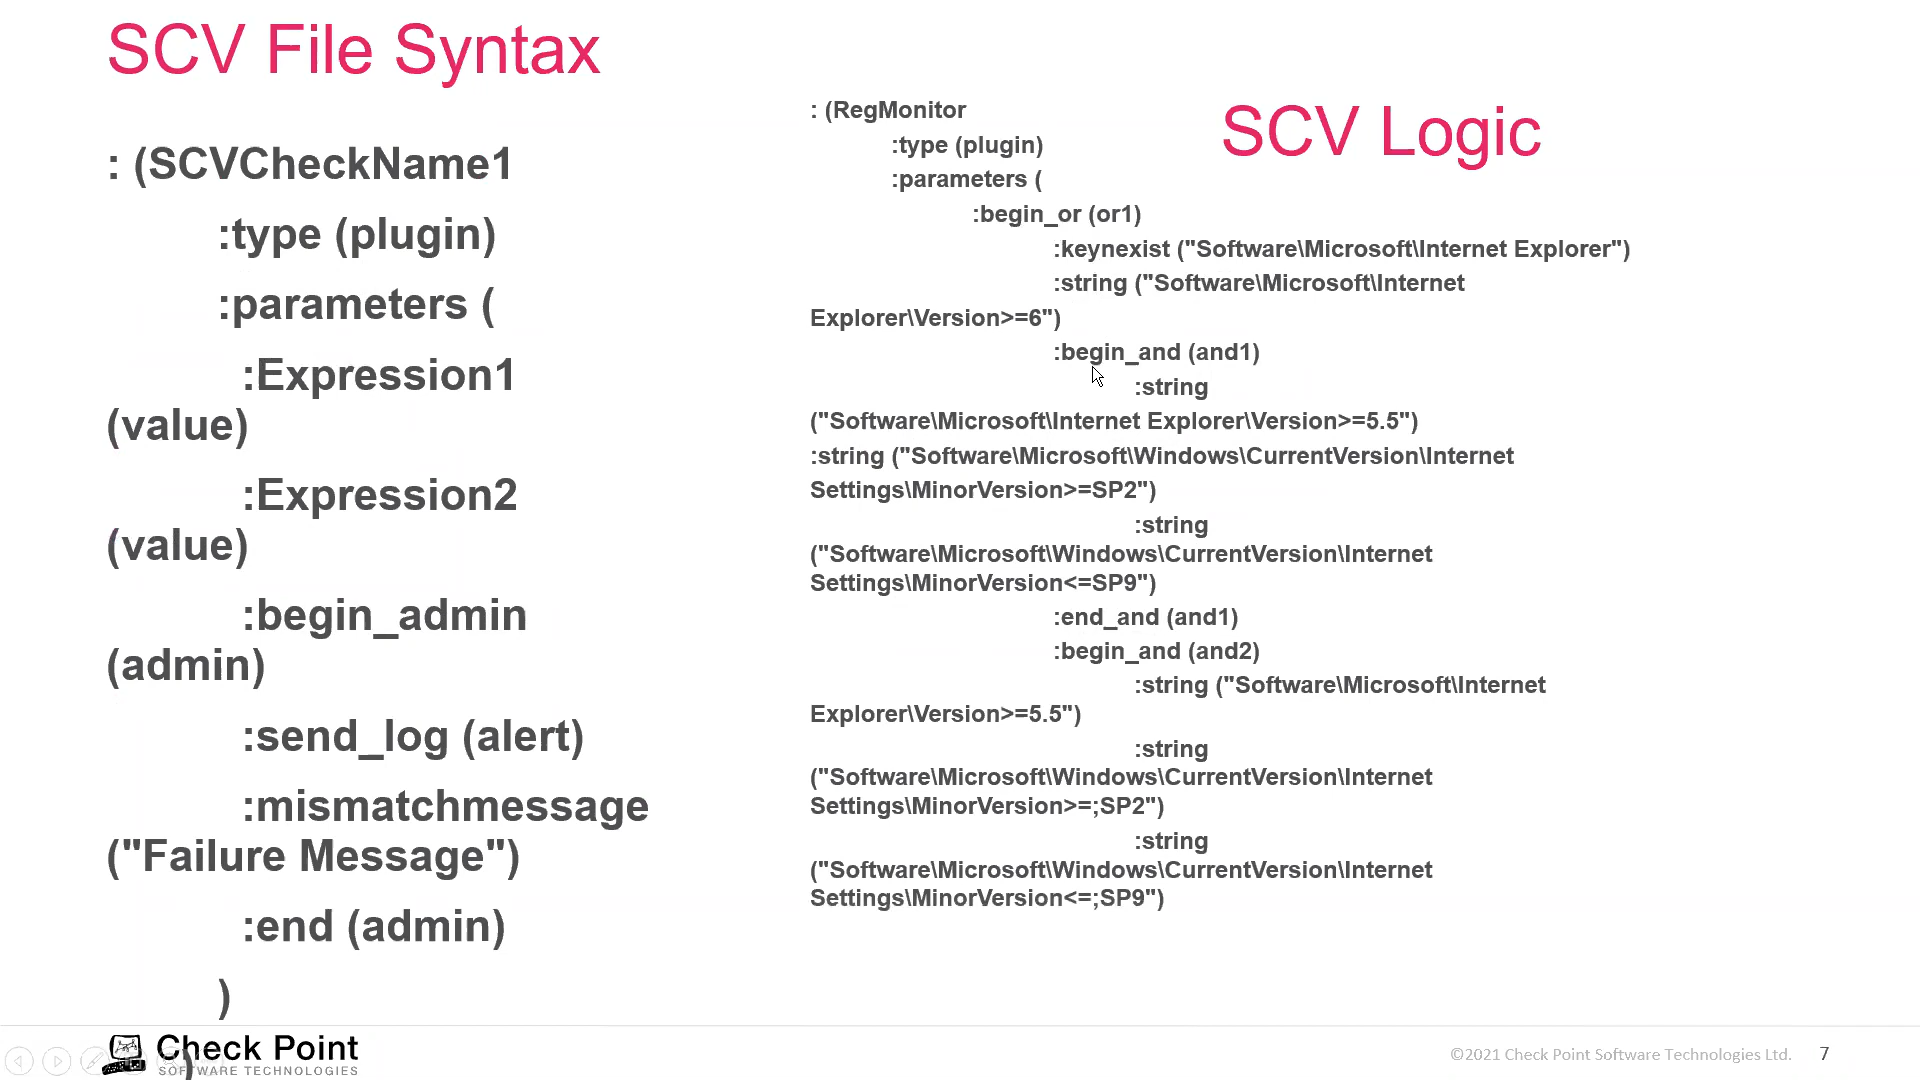 SCV File Syntax
: (SCVCheckName1
:type (plugin)
:parameters (
:Expression1
(value)
:Expression2
(value)
:begin_admin
(admin)
:send_log (alert)
:mismatchmessage
("Failure Message")
:end (admin)
)
)
SCV Logic
: (RegMonitor
:type (plugin)
:parameters (
:begin_or (or1)
:keynexist ("Software\Microsoft\Internet Explorer")
:string ("Software\Microsoft\Internet
Explorer\Version>=6")
:begin_and (and1)
:string
("Software\Microsoft\Internet Explorer\Version>=5.5")
:string ("Software\Microsoft\Windows\CurrentVersion\Internet
Settings\MinorVersion>=SP2")
:string
("Software\Microsoft\Windows\CurrentVersion\Internet
Settings\MinorVersion<=SP9")
:end_and (and1)
:begin_and (and2)
:string ("Software\Microsoft\Internet
Explorer\Version>=5.5")
:string
("Software\Microsoft\Windows\CurrentVersion\Internet
Settings\MinorVersion>=;SP2")
:string
("Software\Microsoft\Windows\CurrentVersion\Internet
Settings\MinorVersion<=;SP9")
Check Point
SOFTWARE TECHNOLOGIES
©2021 Check Point Software Technologies Ltd.
7